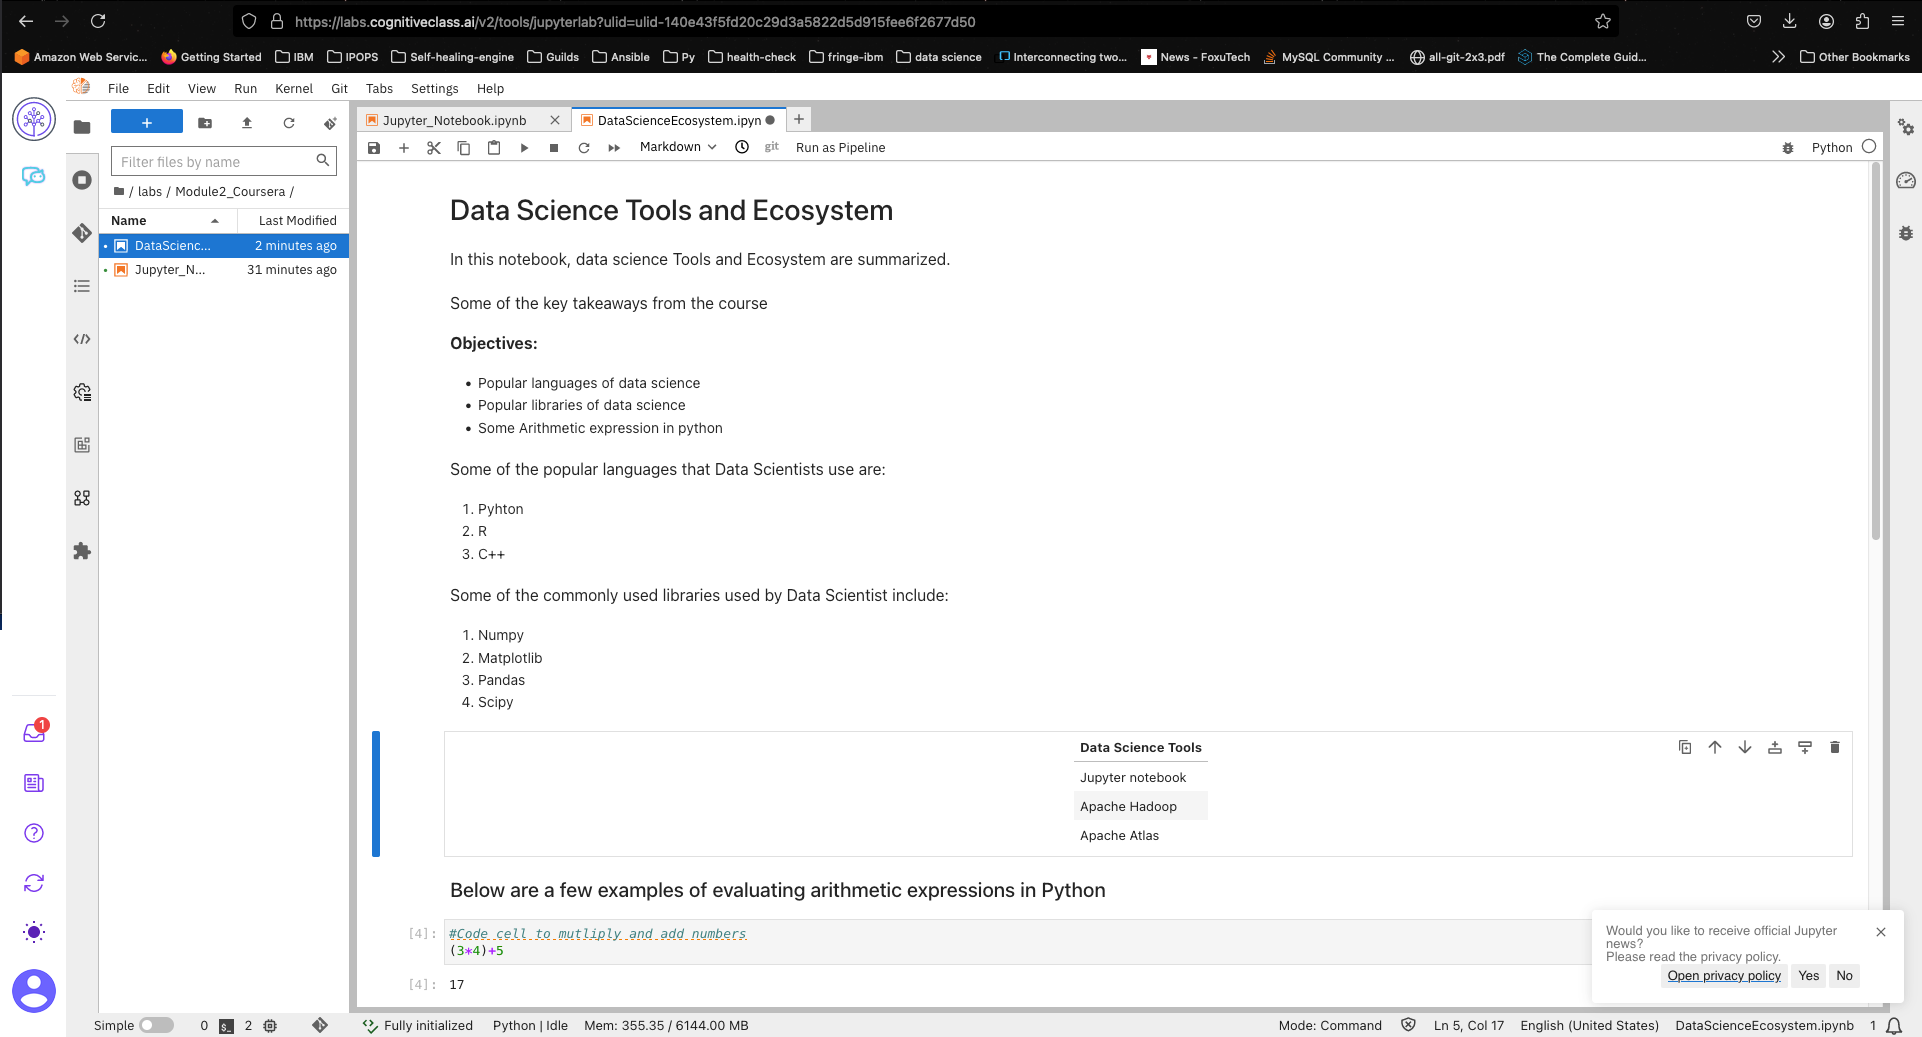 https://labs.cognitiveclass.ai/v2/tools/jupyterlab?ulid=ulid-140e43f5fd20c29d3a5822d5d915fee6f2677d50
Amazon Web Servic... Getting Started IBM IPOPS Self-healing-engine Guilds Ansible Py health-check fringe-ibm data science Interconnecting two... News - FoxuTech MySQL Community ... all-git-2x3.pdf The Complete Guid... Other Bookmarks
File Edit View Run Kernel Git Tabs Settings Help
Jupyter_Notebook.ipynb DataScienceEcosystem.ipyn
Markdown git Run as Pipeline Python
Filter files by name
/ labs / Module2_Coursera /
Name Last Modified
DataScienc... 2 minutes ago
Jupyter_N... 31 minutes ago
Data Science Tools and Ecosystem
In this notebook, data science Tools and Ecosystem are summarized.
Some of the key takeaways from the course
Objectives:
• Popular languages of data science
• Popular libraries of data science
• Some Arithmetic expression in python
Some of the popular languages that Data Scientists use are:
1. Pyhton
2. R
3. C++
Some of the commonly used libraries used by Data Scientist include:
1. Numpy
2. Matplotlib
3. Pandas
4. Scipy
Data Science Tools
Jupyter notebook
Apache Hadoop
Apache Atlas
Below are a few examples of evaluating arithmetic expressions in Python
[4]: #Code cell to mutliply and add numbers
(3*4)+5
[4]: 17
1
Would you like to receive official Jupyter
news?
Please read the privacy policy.
Open privacy policy Yes No
Simple 0 $_ 2 Fully initialized Python | Idle Mem: 355.35 / 6144.00 MB Mode: Command Ln 5, Col 17 English (United States) DataScienceEcosystem.ipynb 1